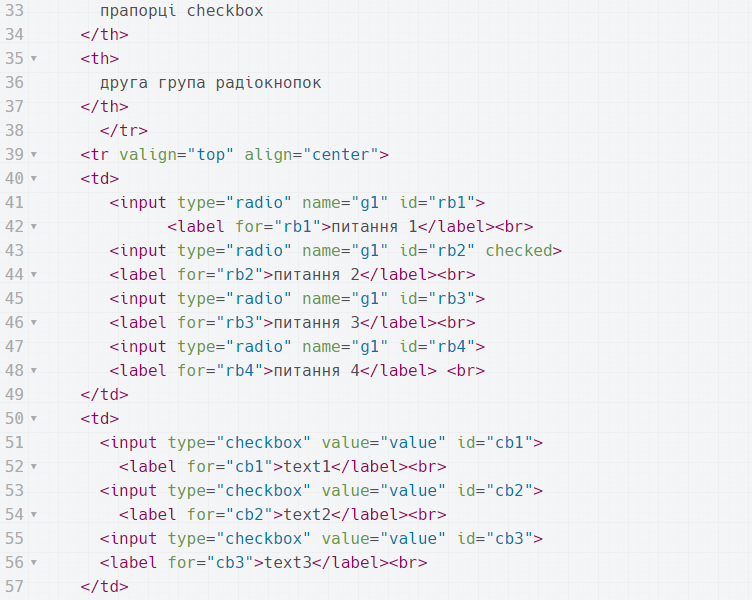 33 прапорці checkbox
34 </th>
35 <th>
36 друга група радіокнопок
37 </th>
38 </tr>
39 <tr valign="top" align="center">
40 <td>
41 <input type="radio" name="g1" id="rb1">
42 <label for="rb1">питання 1</label><br>
43 <input type="radio" name="g1" id="rb2" checked>
44 <label for="rb2">питання 2</label><br>
45 <input type="radio" name="g1" id="rb3">
46 <label for="rb3">питання 3</label><br>
47 <input type="radio" name="g1" id="rb4">
48 <label for="rb4">питання 4</label> <br>
49 </td>
50 <td>
51 <input type="checkbox" value="value" id="cb1">
52 <label for="cb1">text1</label><br>
53 <input type="checkbox" value="value" id="cb2">
54 <label for="cb2">text2</label><br>
55 <input type="checkbox" value="value" id="cb3">
56 <label for="cb3">text3</label><br>
57 </td>